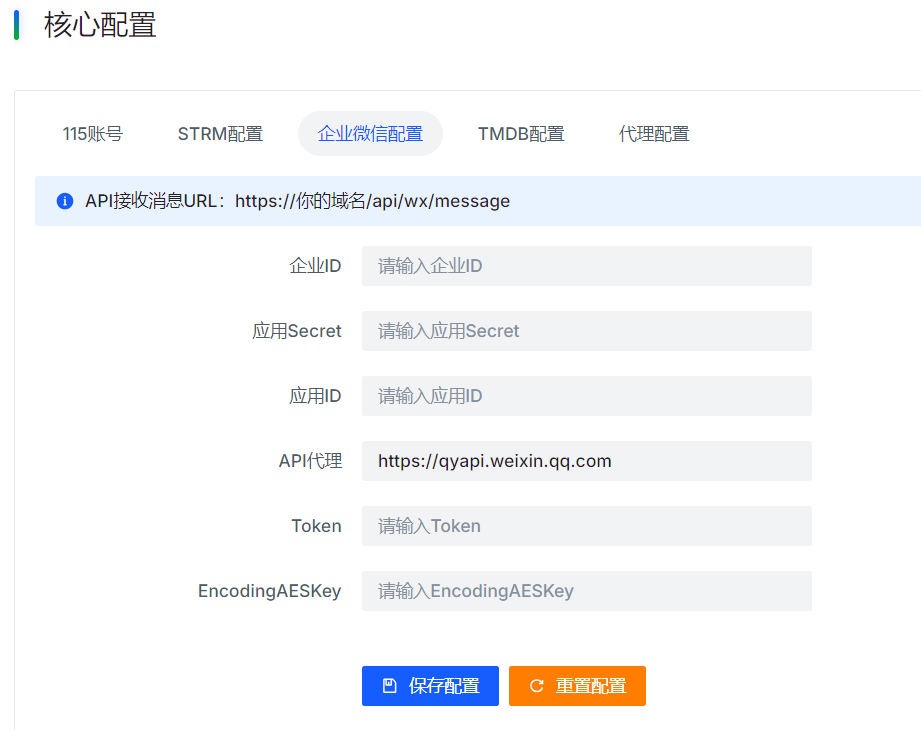 核心配置
115账号 STRM配置 企业微信配置 TMDB配置 代理配置
API接收消息URL：https://你的域名/api/wx/message
企业ID 请输入企业ID
应用Secret 请输入应用Secret
应用ID 请输入应用ID
API代理 https://qyapi.weixin.qq.com
Token 请输入Token
EncodingAESKey 请输入EncodingAESKey
保存配置 重置配置